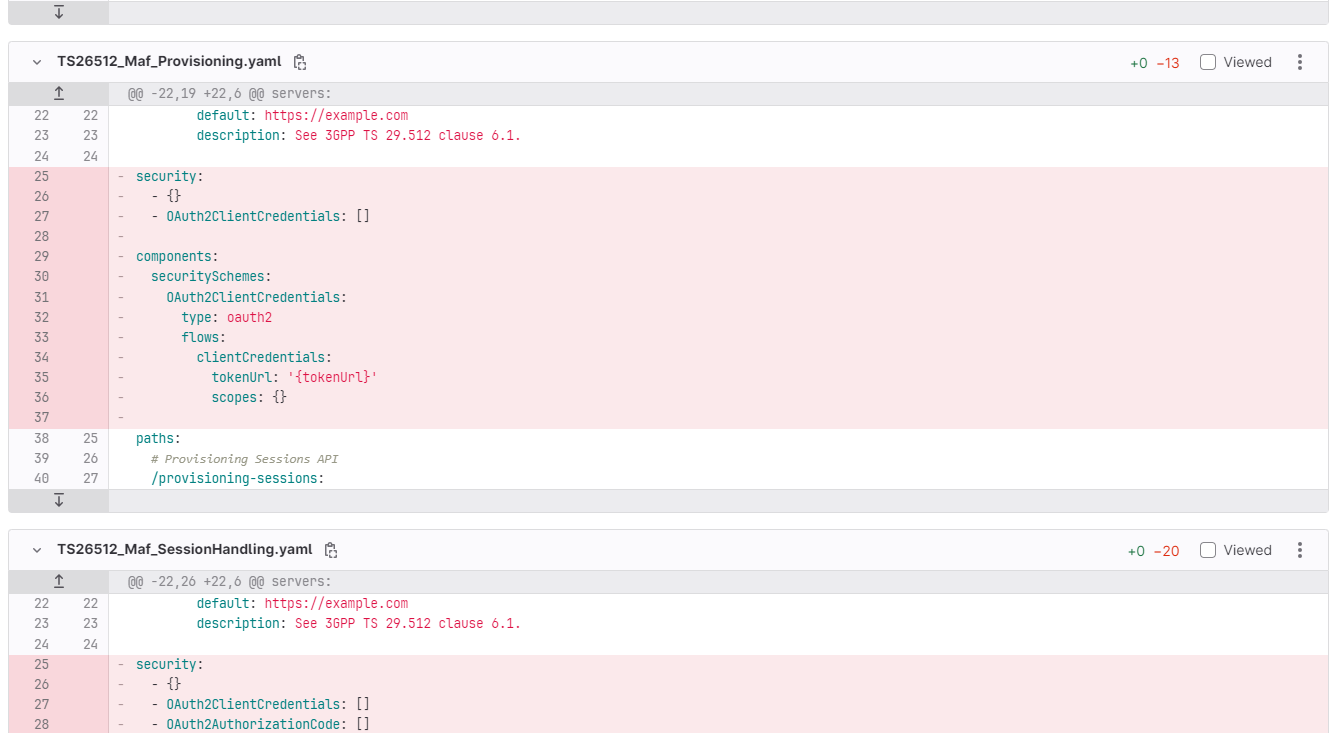 TS26512_Maf_Provisioning.yaml +0 −13 Viewed
@@ -22,19 +22,6 @@ servers:
22 22 default: https://example.com
23 23 description: See 3GPP TS 29.512 clause 6.1.
24 24
25 - security:
26 - - {}
27 - - OAuth2ClientCredentials: []
28 -
29 - components:
30 - securitySchemes:
31 - OAuth2ClientCredentials:
32 - type: oauth2
33 - flows:
34 - clientCredentials:
35 - tokenUrl: '{tokenUrl}'
36 - scopes: {}
37 -
38 25 paths:
39 26 # Provisioning Sessions API
40 27 /provisioning-sessions:
TS26512_Maf_SessionHandling.yaml +0 −20 Viewed
@@ -22,26 +22,6 @@ servers:
22 22 default: https://example.com
23 23 description: See 3GPP TS 29.512 clause 6.1.
24 24
25 - security:
26 - - {}
27 - - OAuth2ClientCredentials: []
28 - - OAuth2AuthorizationCode: []